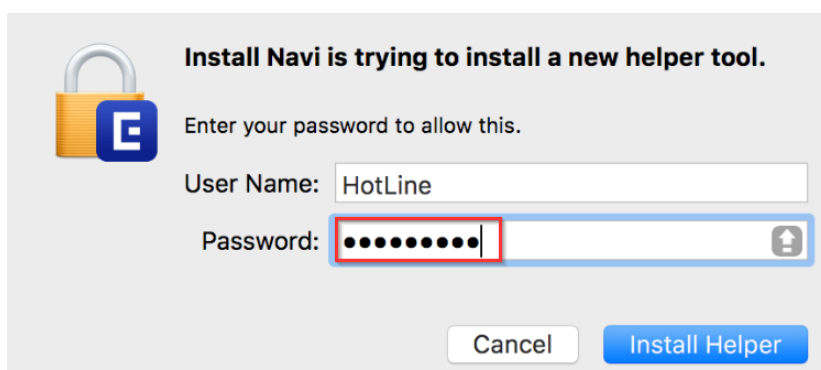 Install Navi is trying to install a new helper tool.
E
Enter your password to allow this.
User Name: HotLine
Password: •••••••••
Cancel Install Helper